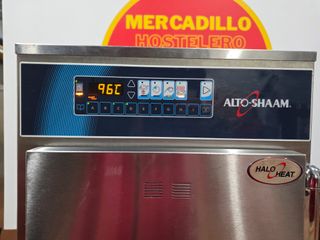 MERCADILLO
HOSTELERO
96C
ALTO-SHAAM.
HALO HEAT